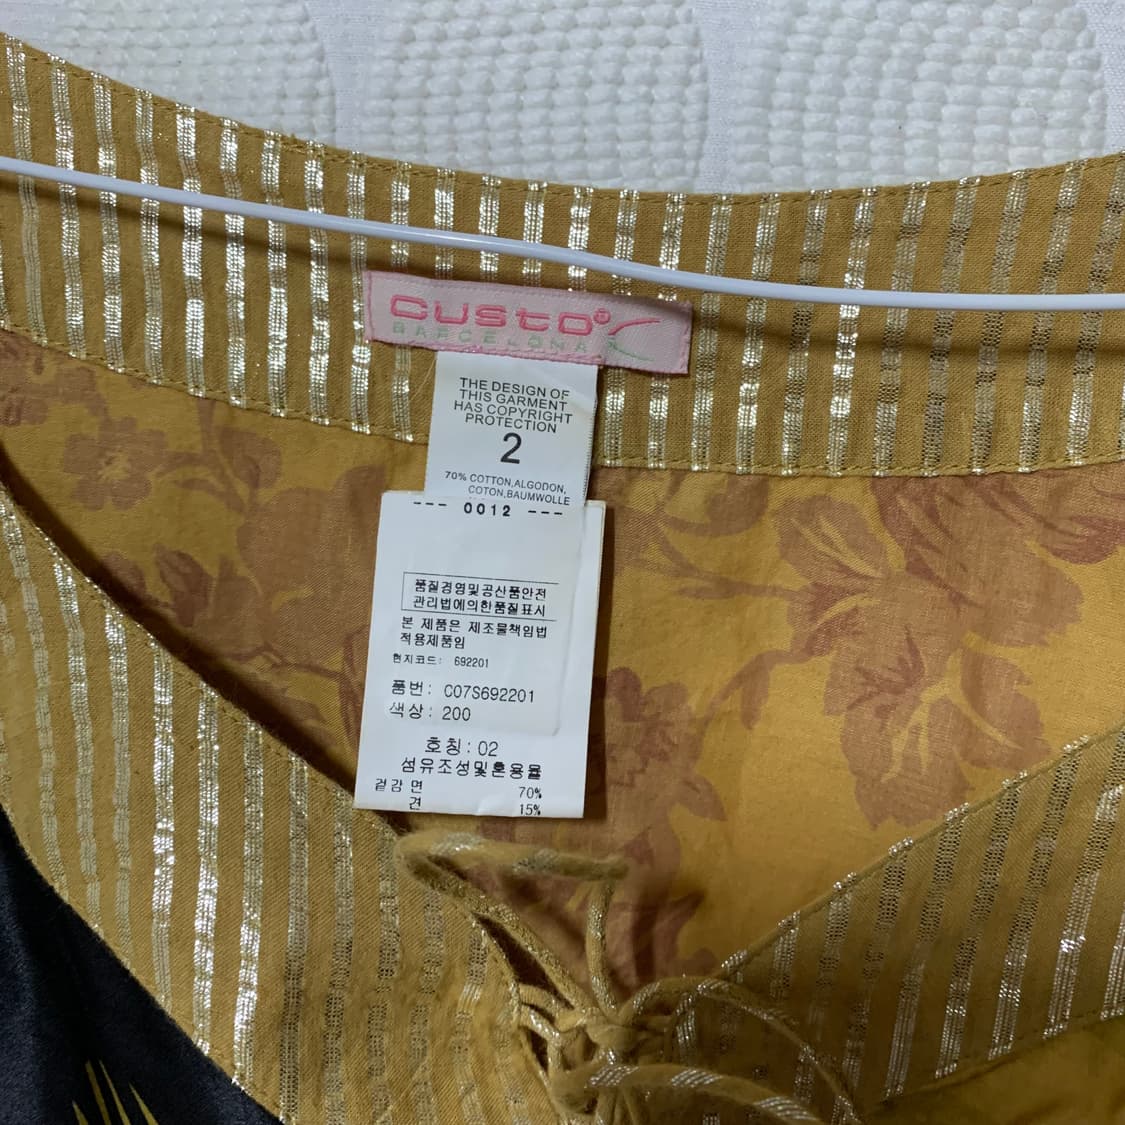 custo®
BARCELONA
THE DESIGN OF
THIS GARMENT
HAS COPYRIGHT
PROTECTION
2
70% COTTON,ALGODON,
COTON,BAUMWOLLE
--- 0012 ---
품질경영및공산품안전
관리법에의한품질표시
본 제품은 제조물책임법
적용제품임
현지코드: 692201
품번: C07S692201
색상: 200
호칭: 02
섬유조성및혼용율
겉감 면 70%
견 15%